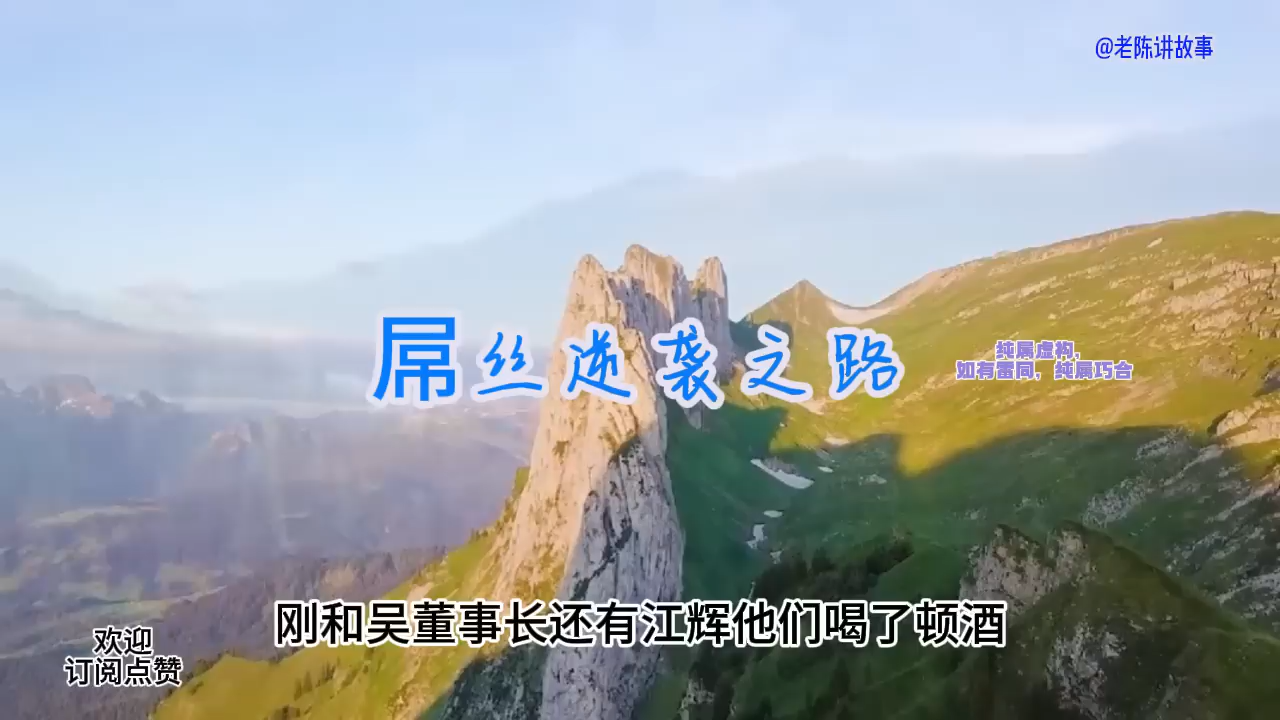 @老陈讲故事
屌丝逆袭之路
纯属虚构,
如有雷同, 纯属巧合
刚和吴董事长还有江辉他们喝了顿酒
欢迎
订阅点赞